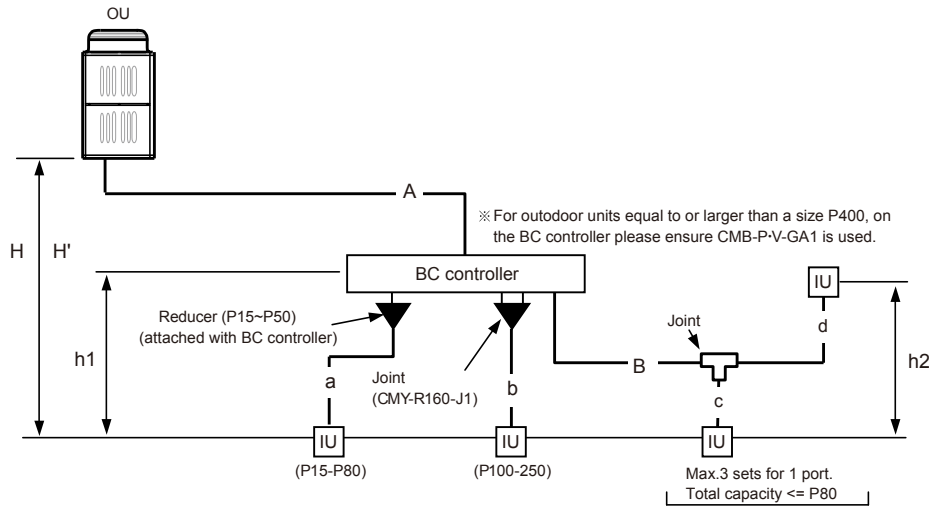 OU
A
※ For outodoor units equal to or larger than a size P400, on
the BC controller please ensure CMB-P·V-GA1 is used.
H H'
BC controller
IU
Reducer (P15~P50)
(attached with BC controller)
Joint
d
h1
h2
B
a
Joint
(CMY-R160-J1)
b
c
IU
IU
IU
(P15-P80)
(P100-250)
Max.3 sets for 1 port.
Total capacity <= P80